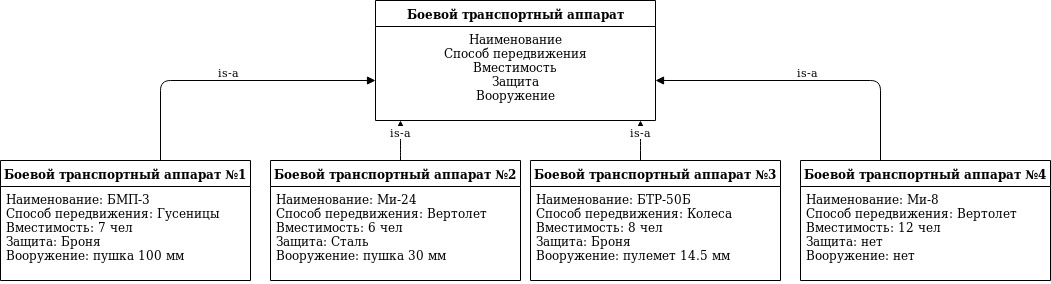 Боевой транспортный аппарат
Наименование
Способ передвижения
Вместимость
Защита
Вооружение
is-a
is-a
is-a
is-a
Боевой транспортный аппарат №1
Наименование: БМП-3
Способ передвижения: Гусеницы
Вместимость: 7 чел
Защита: Броня
Вооружение: пушка 100 мм
Боевой транспортный аппарат №2
Наименование: Ми-24
Способ передвижения: Вертолет
Вместимость: 6 чел
Защита: Сталь
Вооружение: пушка 30 мм
Боевой транспортный аппарат №3
Наименование: БТР-50Б
Способ передвижения: Колеса
Вместимость: 8 чел
Защита: Броня
Вооружение: пулемет 14.5 мм
Боевой транспортный аппарат №4
Наименование: Ми-8
Способ передвижения: Вертолет
Вместимость: 12 чел
Защита: нет
Вооружение: нет